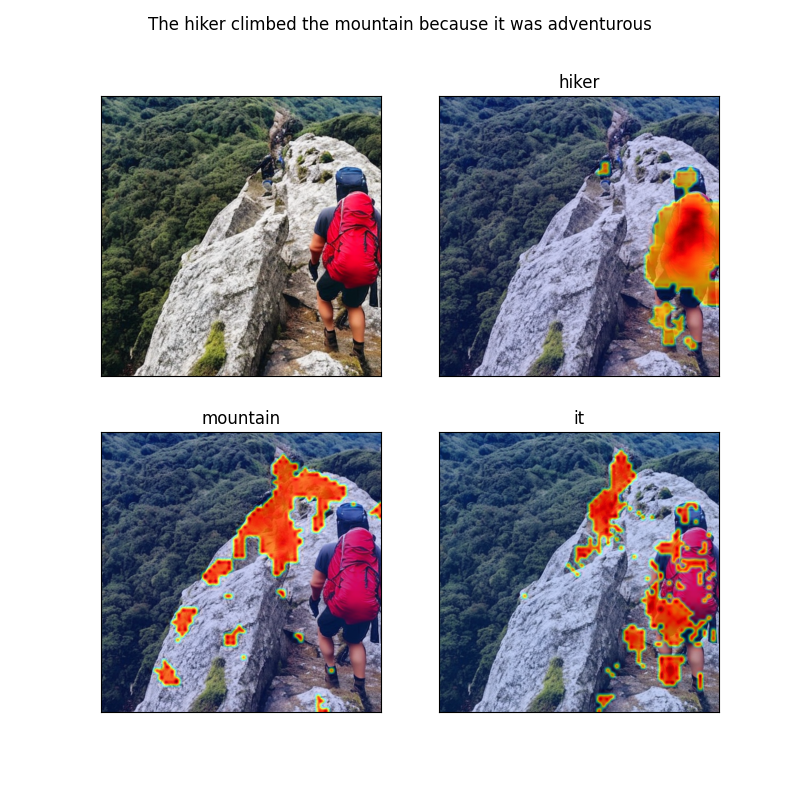 The hiker climbed the mountain because it was adventurous
hiker
mountain
it